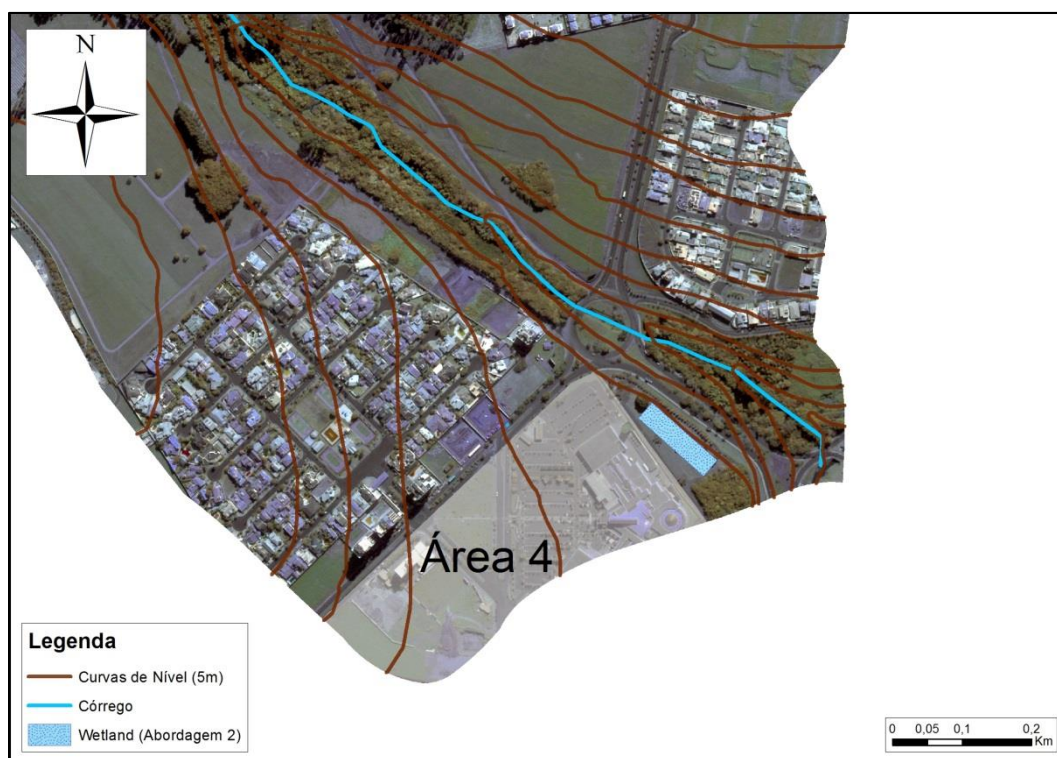 N
Área 4
Legenda
Curvas de Nível (5m)
Córrego
Wetland (Abordagem 2)
0 0,05 0,1 0,2
Km